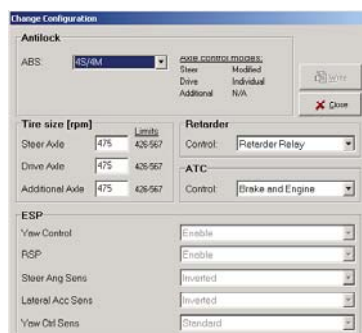 Change Configuration
Antilock
ABS: 4S/4M
Axle control modes:
Steer Modified
Drive Individual
Additional N/A
Write
Close
Tire size [rpm]
Limits
Steer Axle 475 426-567
Drive Axle 475 426-567
Additional Axle 475 426-567
Retarder
Control: Retarder Relay
ATC
Control: Brake and Engine
ESP
Yaw Control Enable
RSP Enable
Steer Ang Sens Inverted
Lateral Acc Sens Inverted
Yaw Ctrl Sens Standard